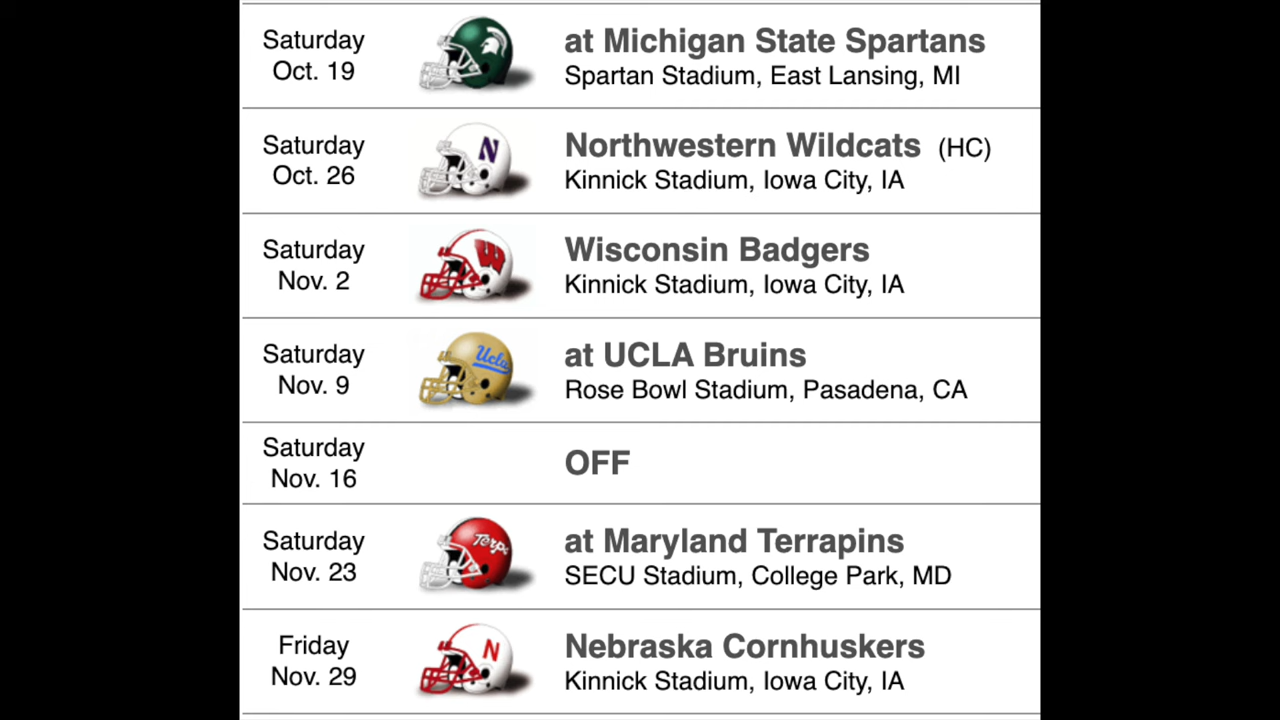 Saturday
Oct. 19
at Michigan State Spartans
Spartan Stadium, East Lansing, MI
Saturday
Oct. 26
N
Northwestern Wildcats (HC)
Kinnick Stadium, Iowa City, IA
Saturday
Nov. 2
W
Wisconsin Badgers
Kinnick Stadium, Iowa City, IA
Saturday
Nov. 9
Ucla
at UCLA Bruins
Rose Bowl Stadium, Pasadena, CA
Saturday
Nov. 16
OFF
Saturday
Nov. 23
Terps
at Maryland Terrapins
SECU Stadium, College Park, MD
Friday
Nov. 29
N
Nebraska Cornhuskers
Kinnick Stadium, Iowa City, IA